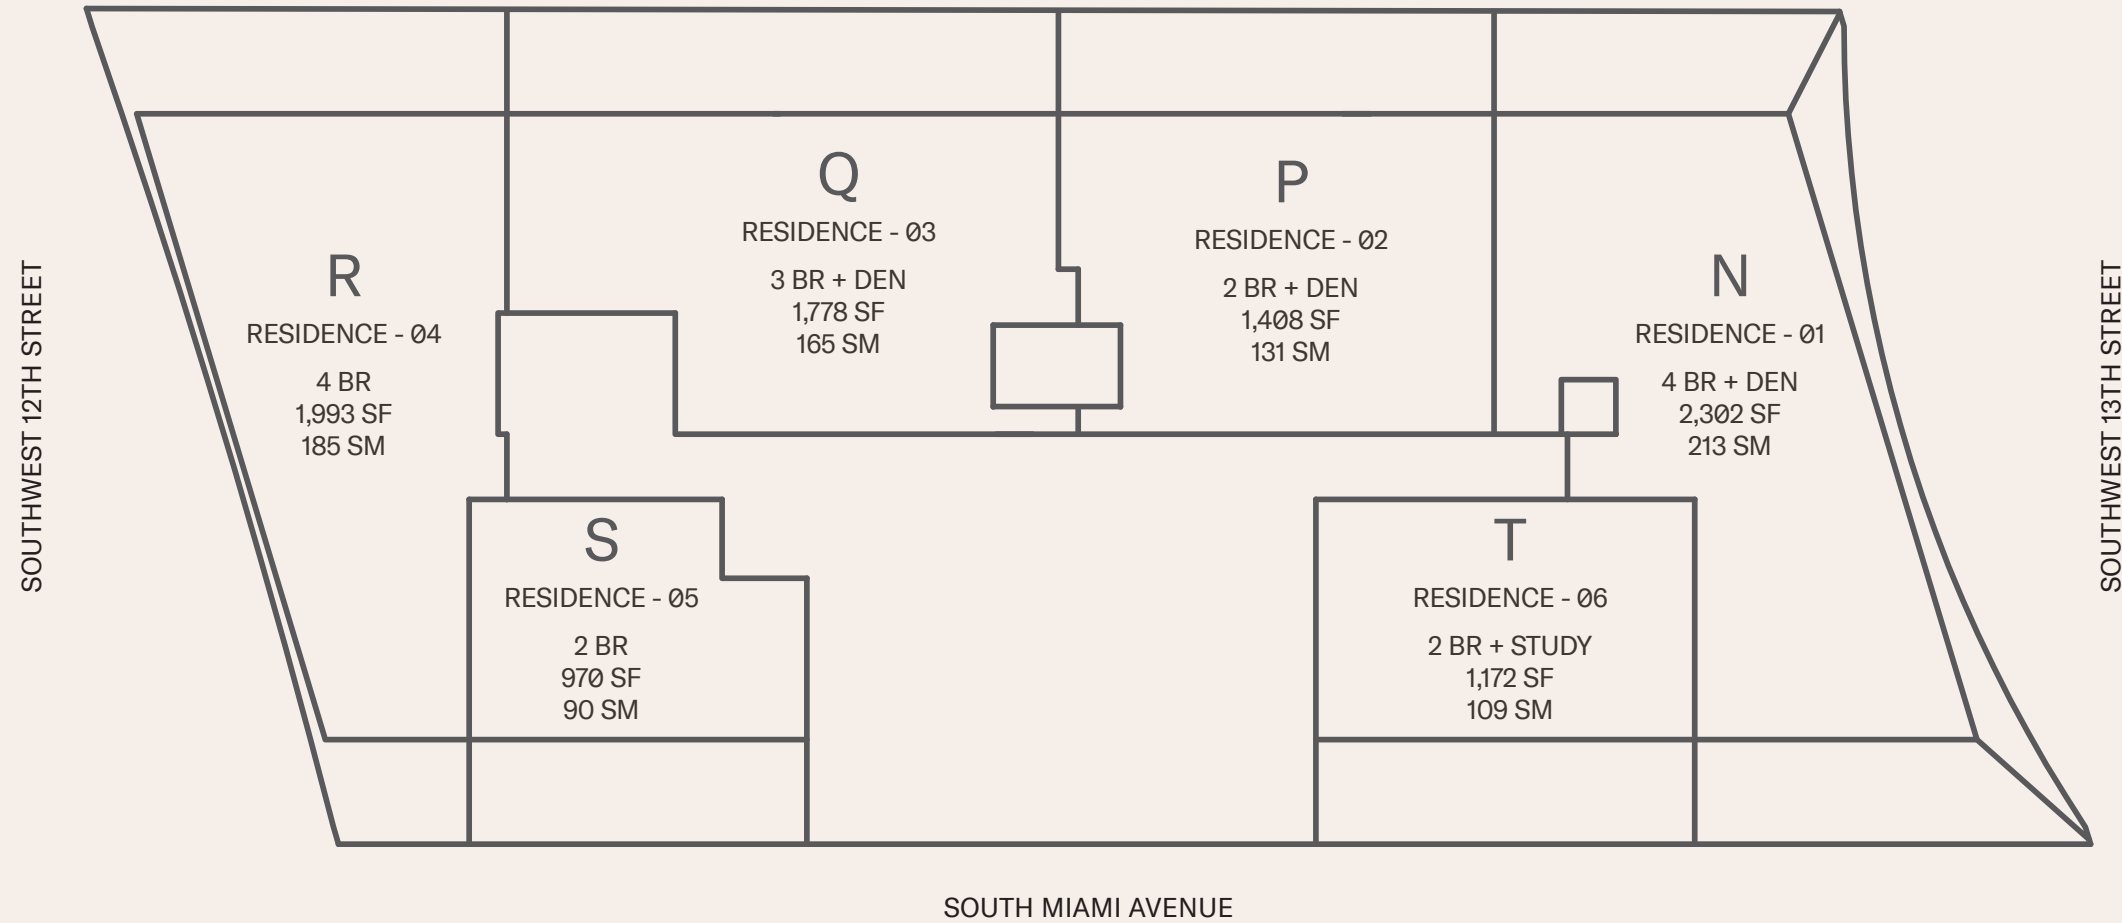 SOUTHWEST 12TH STREET
R
RESIDENCE - 04
4 BR
1,993 SF
185 SM
Q
RESIDENCE - 03
3 BR + DEN
1,778 SF
165 SM
P
RESIDENCE - 02
2 BR + DEN
1,408 SF
131 SM
N
RESIDENCE - 01
4 BR + DEN
2,302 SF
213 SM
S
RESIDENCE - 05
2 BR
970 SF
90 SM
T
RESIDENCE - 06
2 BR + STUDY
1,172 SF
109 SM
SOUTHWEST 13TH STREET
SOUTH MIAMI AVENUE